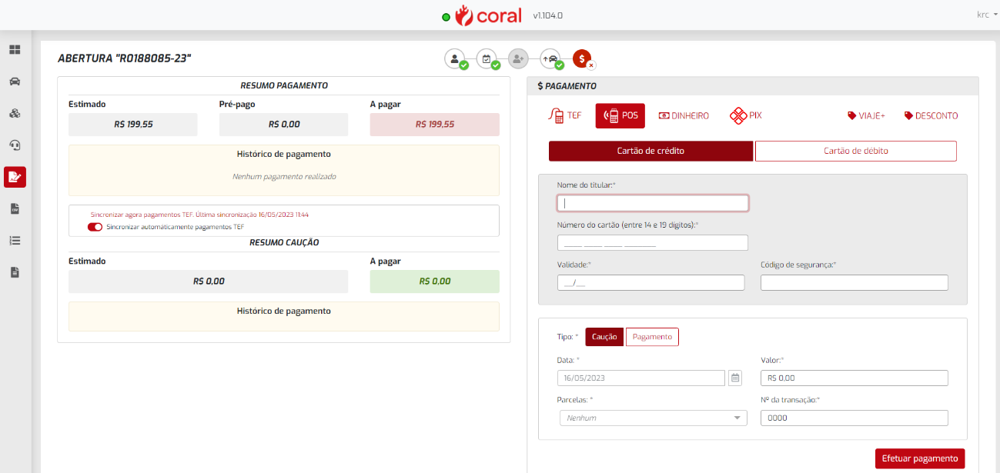 coral v1.104.0
krc
ABERTURA "R0188085-23"
$
RESUMO PAGAMENTO
Estimado Pré-pago A pagar
R$ 199,55 R$ 0,00 R$ 199,55
Histórico de pagamento
Nenhum pagamento realizado
Sincronizar agora pagamentos TEF. Última sincronização 16/05/2023 11:44
Sincronizar automáticamente pagamentos TEF
RESUMO CAUÇÃO
Estimado A pagar
R$ 0,00 R$ 0,00
Histórico de pagamento
$ PAGAMENTO
TEF POS DINHEIRO PIX VIAJE+ DESCONTO
Cartão de crédito Cartão de débito
Nome do titular:*
Número do cartão (entre 14 e 19 digitos):*
____ ____ ____ _______
Validade:* Código de segurança:*
__/__
Tipo: * Caução Pagamento
Data: * Valor:*
16/05/2023 R$ 0,00
Parcelas: * Nº da transação:*
Nenhum 0000
Efetuar pagamento